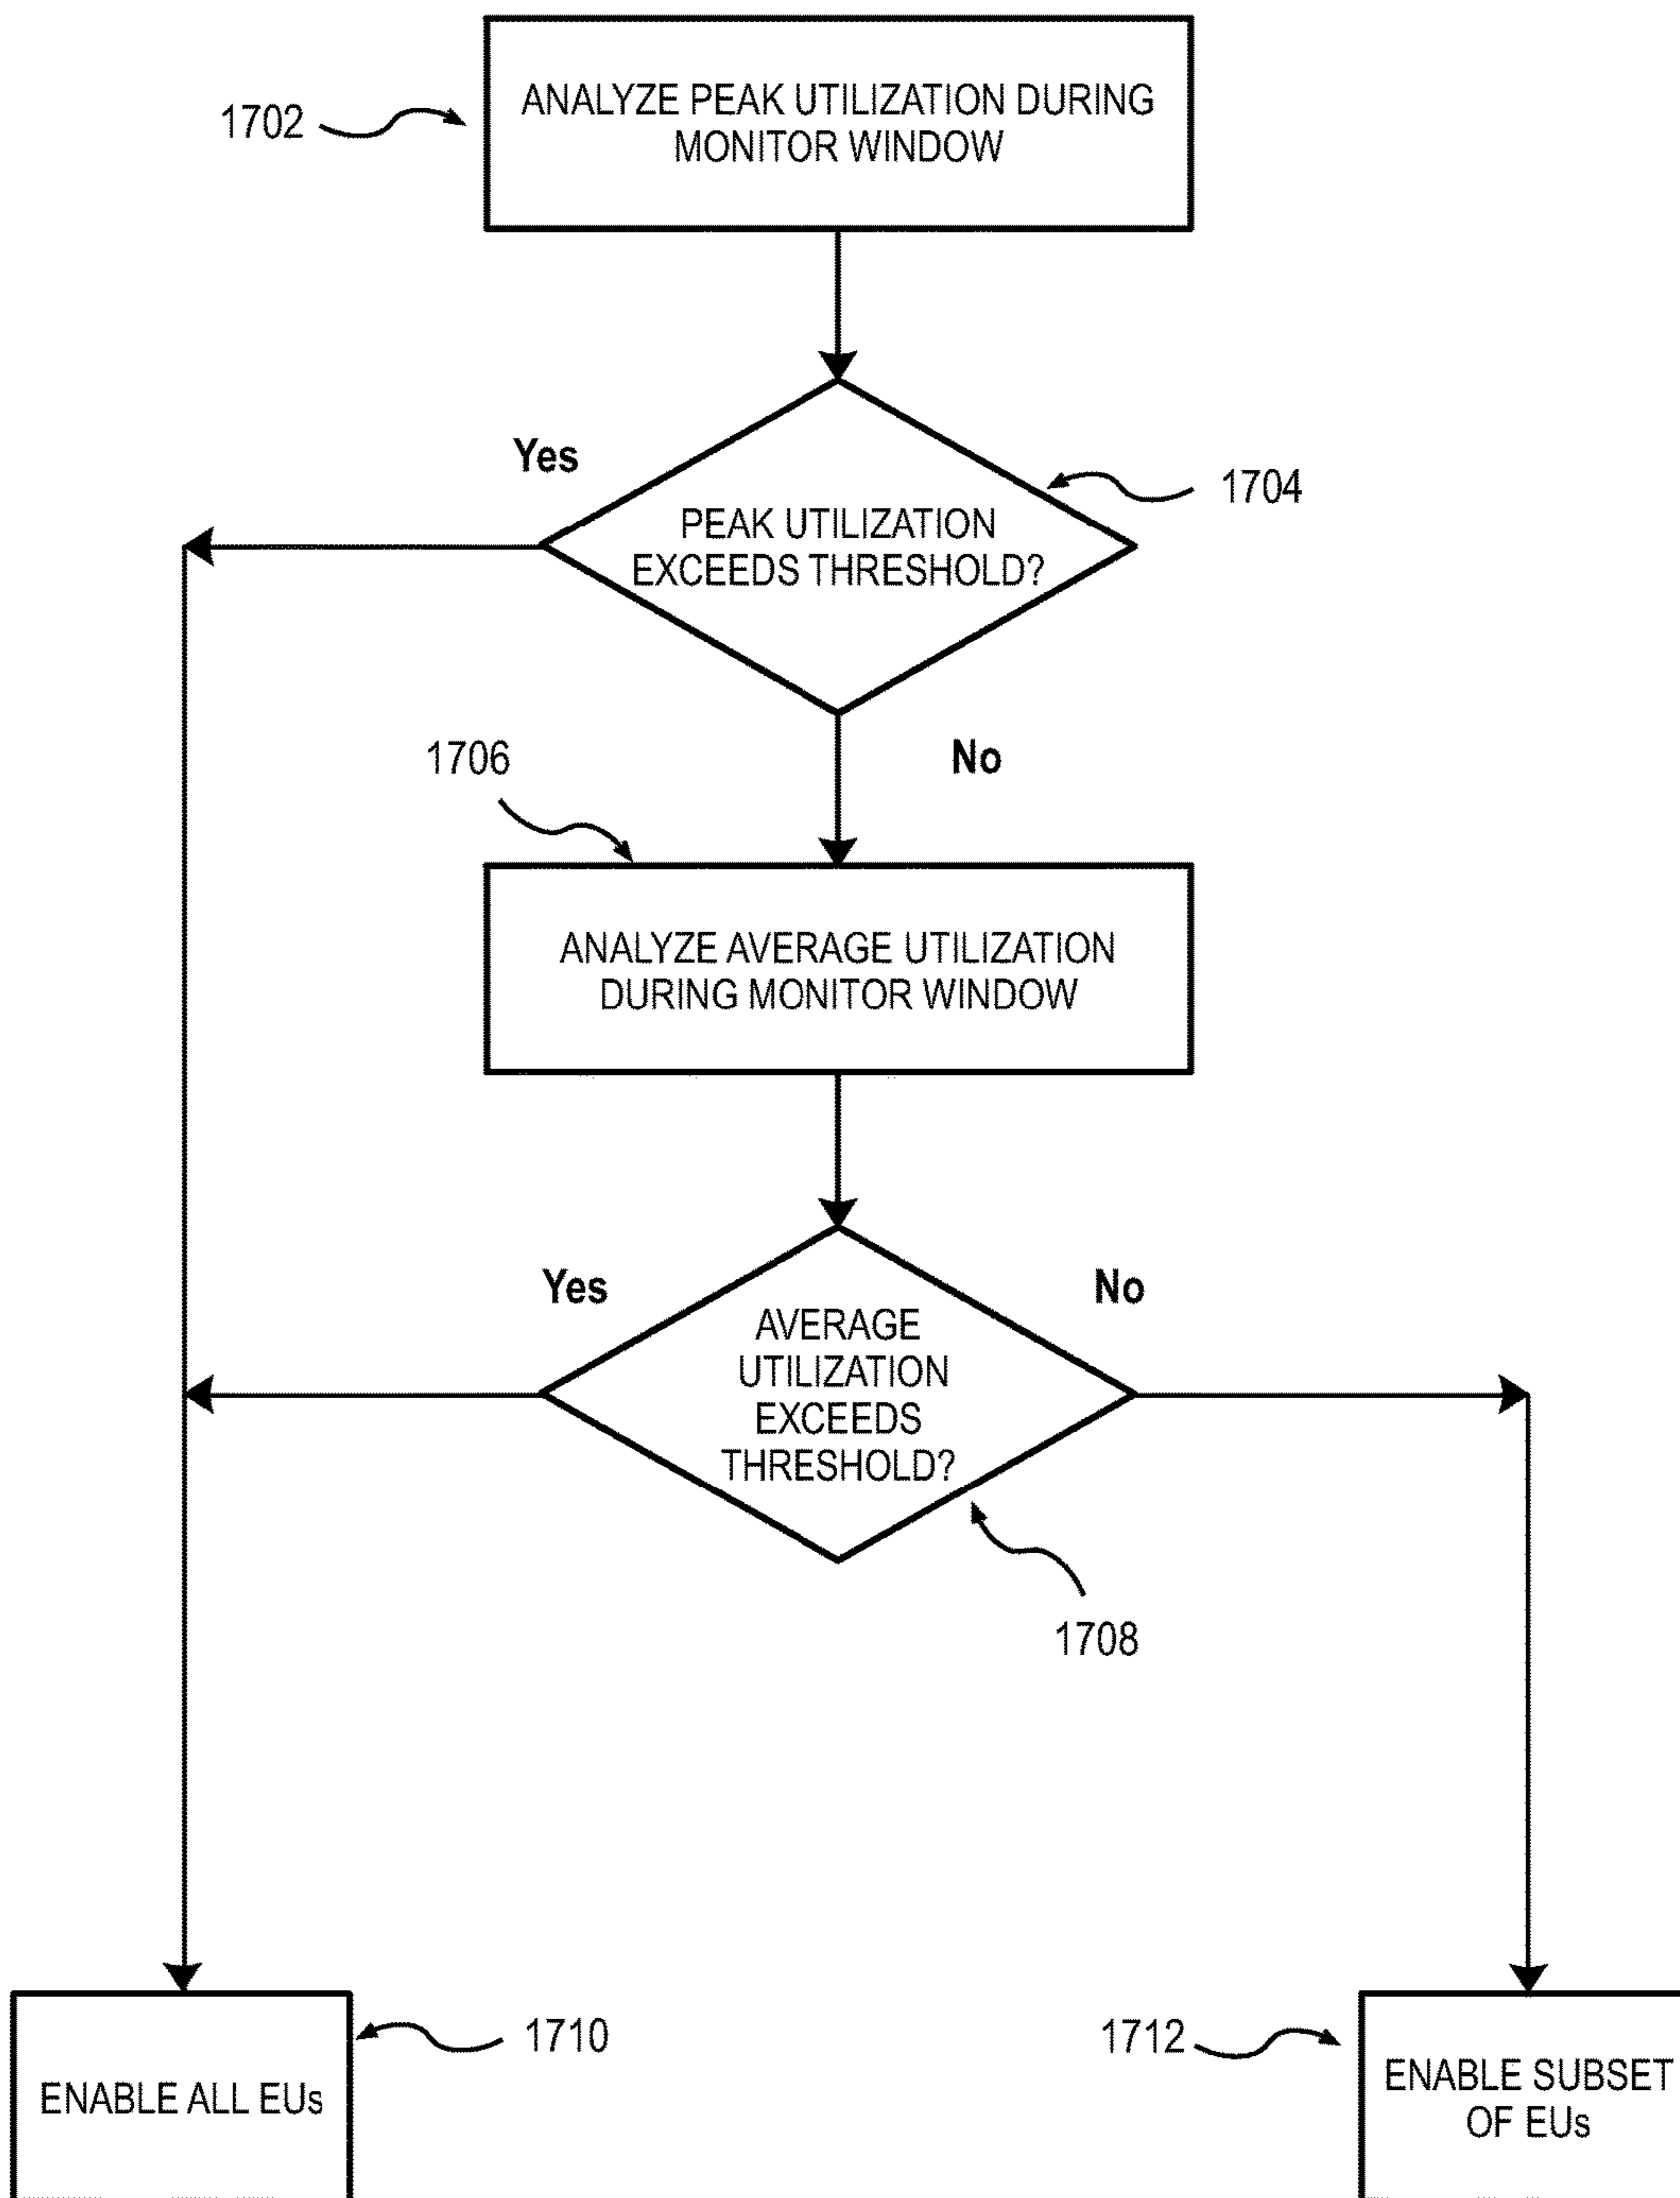 1702
ANALYZE PEAK UTILIZATION DURING
MONITOR WINDOW
Yes
1704
PEAK UTILIZATION
EXCEEDS THRESHOLD?
1706
No
ANALYZE AVERAGE UTILIZATION
DURING MONITOR WINDOW
Yes
No
AVERAGE
UTILIZATION
EXCEEDS
THRESHOLD?
1708
1710
ENABLE ALL EUs
1712
ENABLE SUBSET
OF EUs